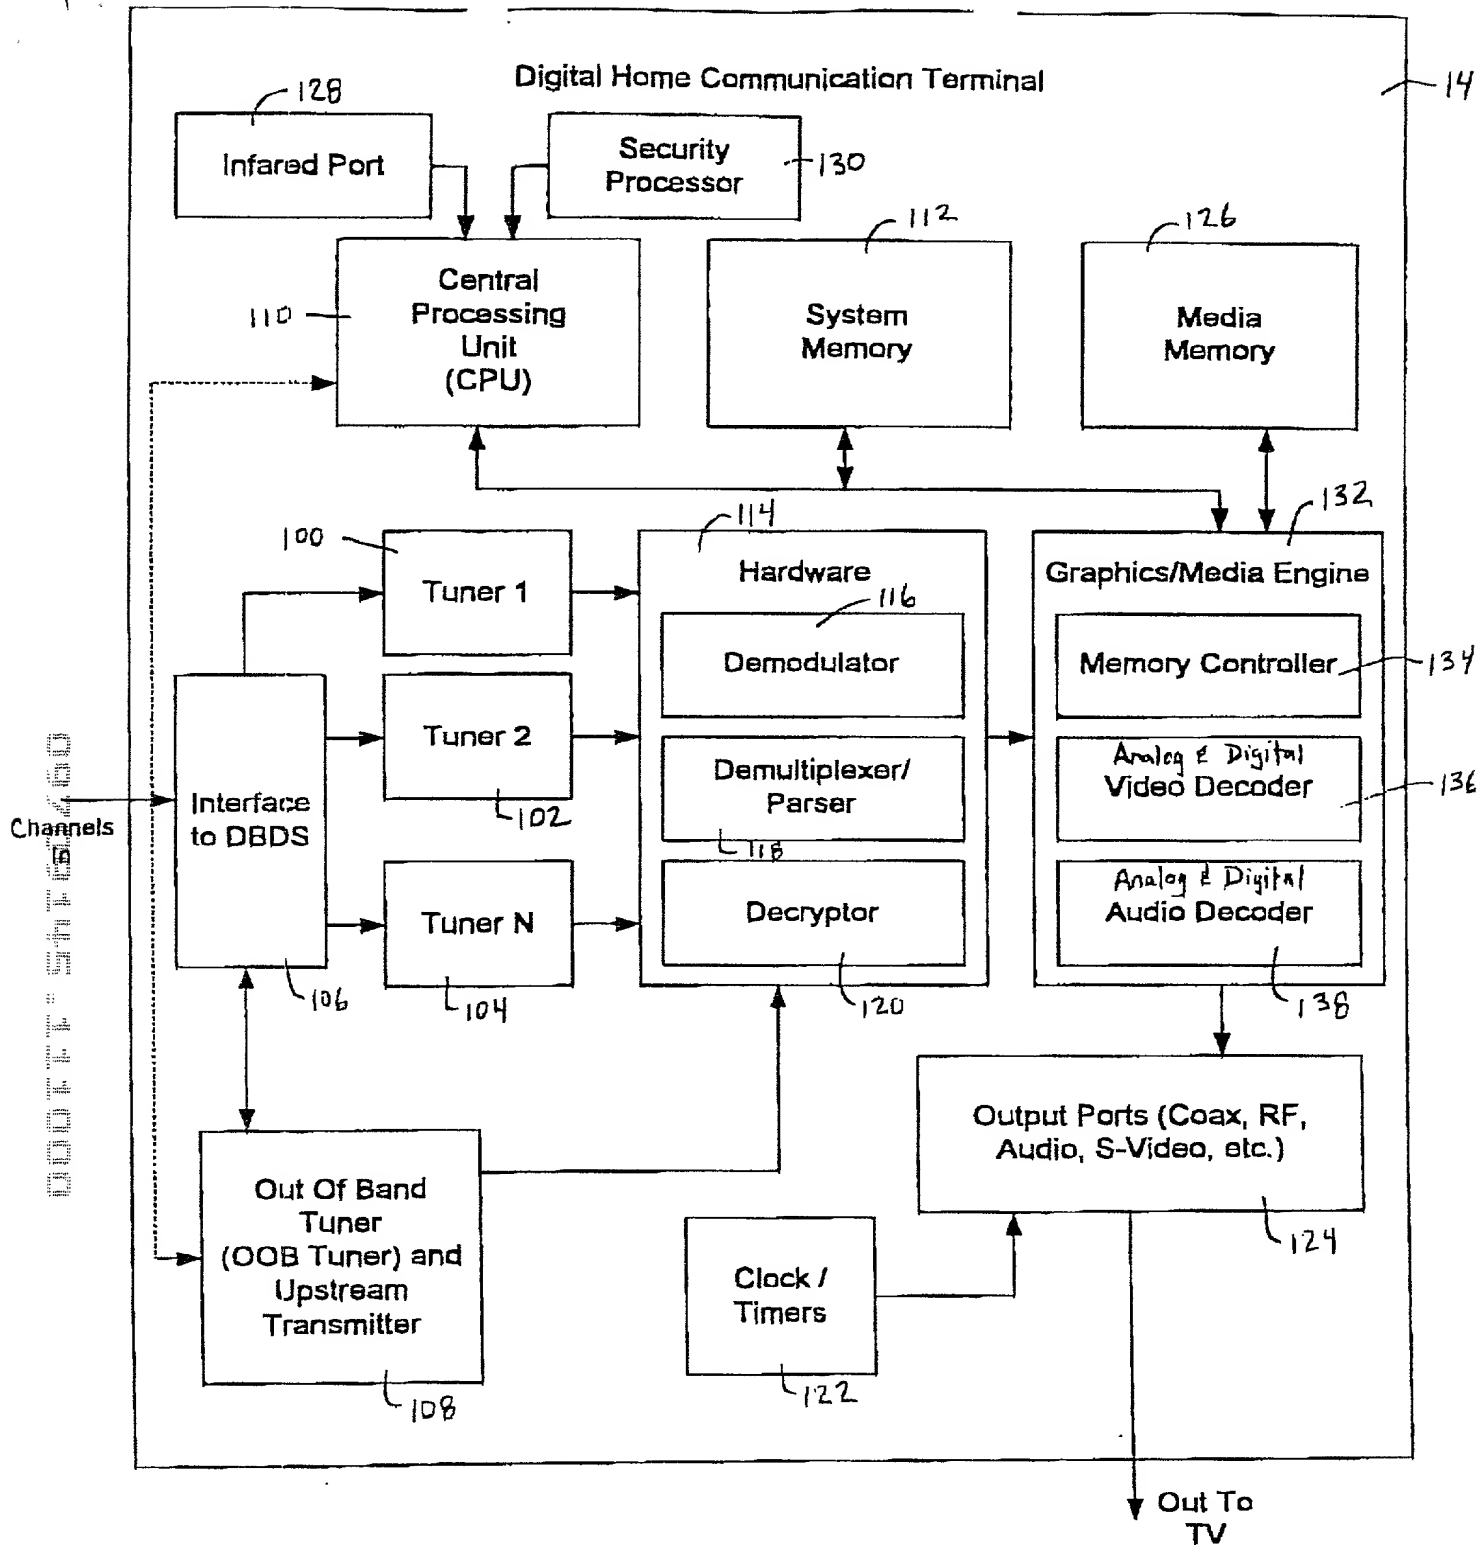 Digital Home Communication Terminal
14
128
Infared Port
Security
Processor
130
112
126
110
Central
Processing
Unit
(CPU)
System
Memory
Media
Memory
100
Tuner 1
114
Hardware
116
Demodulator
132
Graphics/Media Engine
Memory Controller
134
Tuner 2
102
Demultiplexer/
Parser
118
Analog & Digital
Video Decoder
136
Channels
Interface
to DBDS
106
Tuner N
104
Decryptor
120
Analog & Digital
Audio Decoder
138
Out Of Band
Tuner
(OOB Tuner) and
Upstream
Transmitter
108
Output Ports (Coax, RF,
Audio, S-Video, etc.)
124
Clock /
Timers
122
Out To
TV